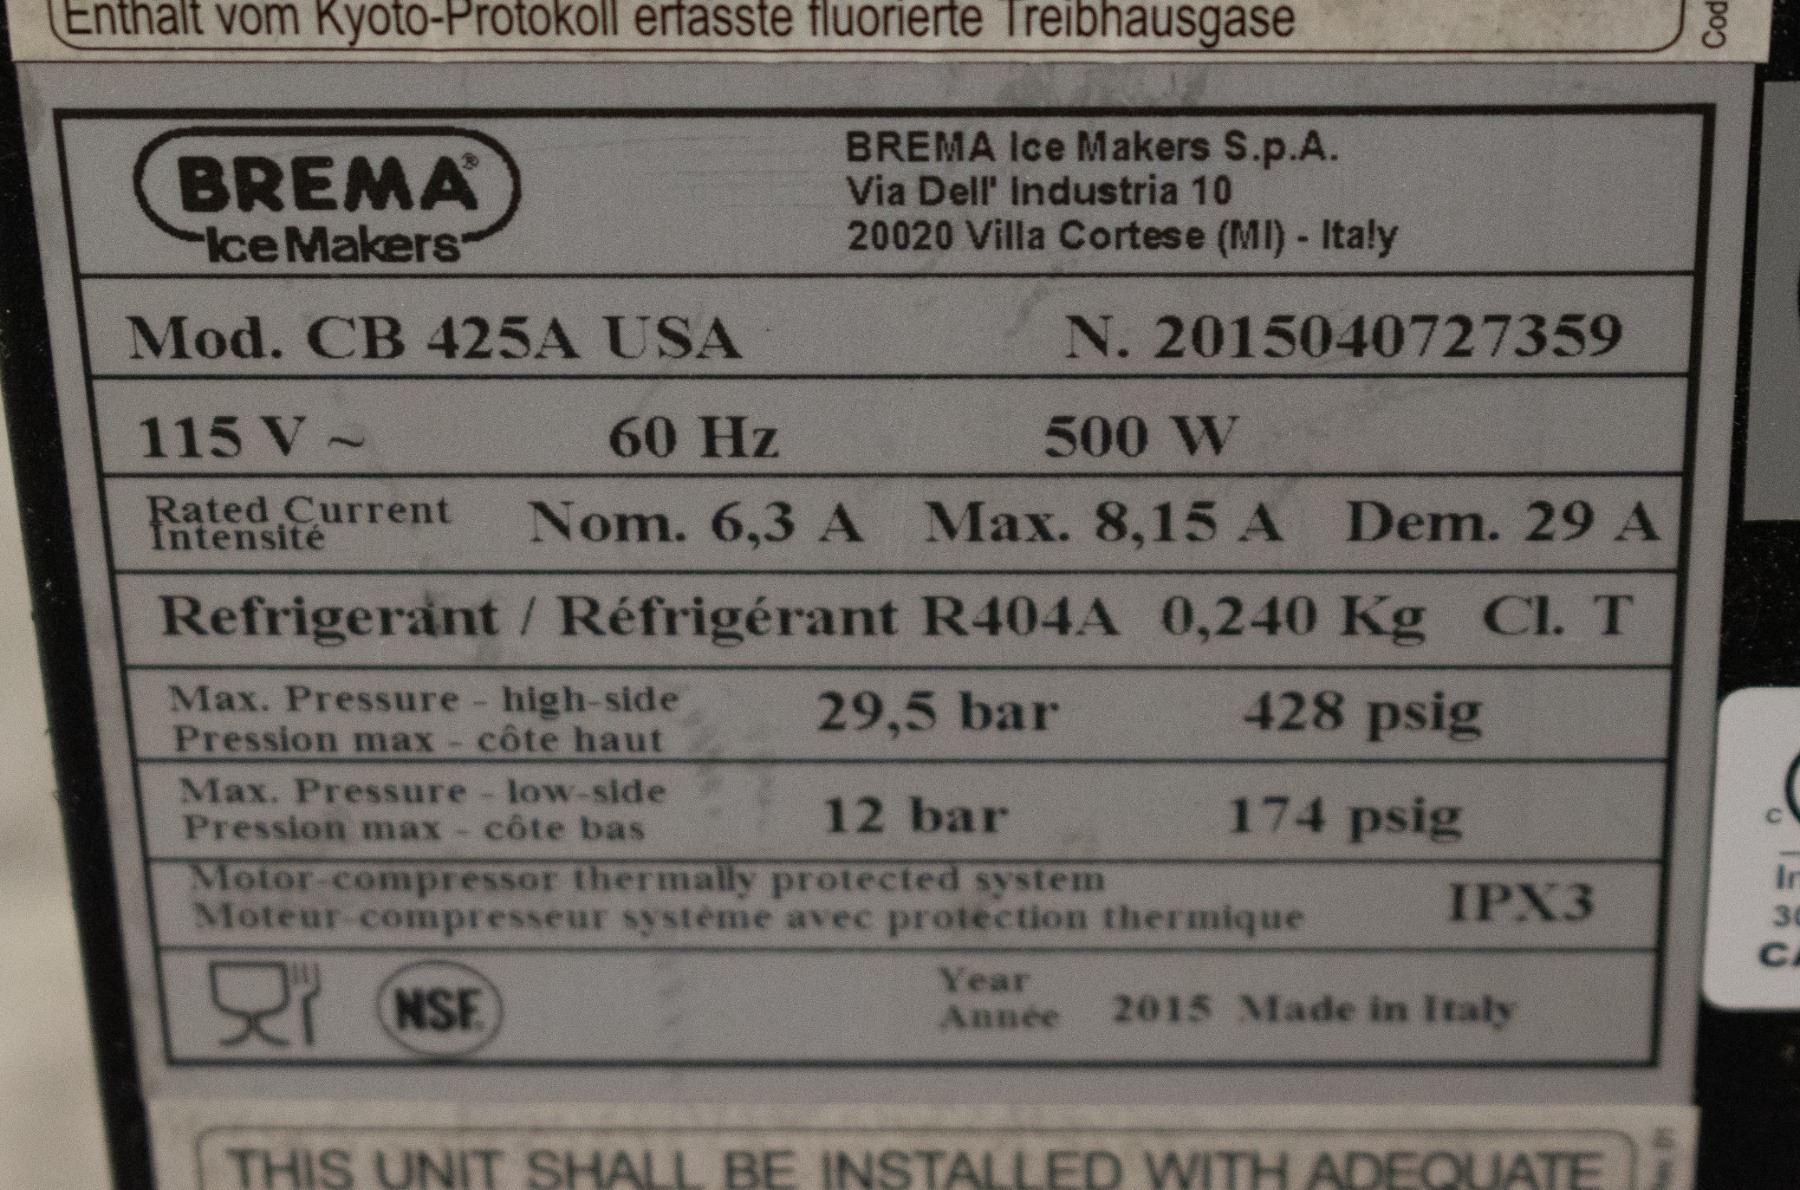 Enthält vom Kyoto-Protokoll erfasste fluorierte Treibhausgase
Cod
BREMA®
Ice Makers
BREMA Ice Makers S.p.A.
Via Dell' Industria 10
20020 Villa Cortese (MI) - Italy
Mod. CB 425A USA N. 2015040727359
115 V ~ 60 Hz 500 W
Rated Current
Intensité
Nom. 6,3 A Max. 8,15 A Dem. 29 A
Refrigerant / Réfrigérant R404A 0,240 Kg Cl. T
Max. Pressure - high-side
Pression max - côte haut
29,5 bar 428 psig
Max. Pressure - low-side
Pression max - côte bas
12 bar 174 psig
Motor-compressor thermally protected system
Moteur-compresseur système avec protection thermique
IPX3
NSF.
Year
Année
2015 Made in Italy
THIS UNIT SHALL BE INSTALLED WITH ADEQUATE
C
In
30
CA